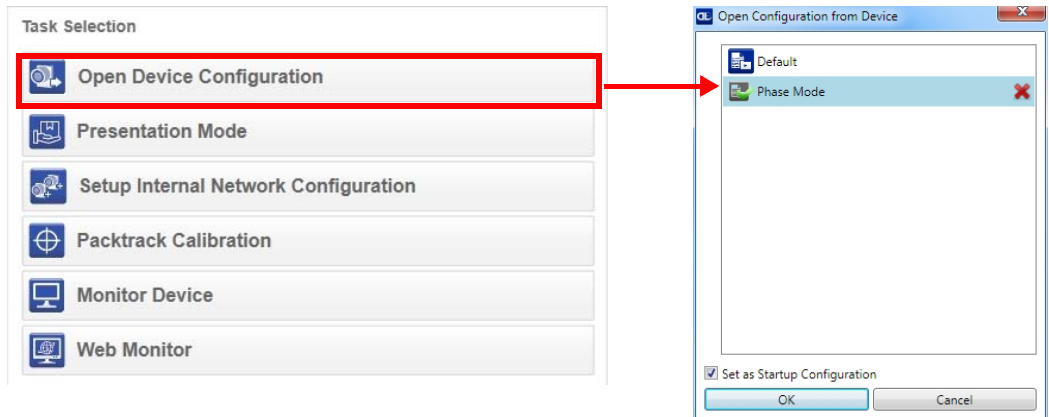 Task Selection
Open Device Configuration
Presentation Mode
Setup Internal Network Configuration
Packtrack Calibration
Monitor Device
Web Monitor
Open Configuration from Device
Default
Phase Mode
Set as Startup Configuration
OK
Cancel